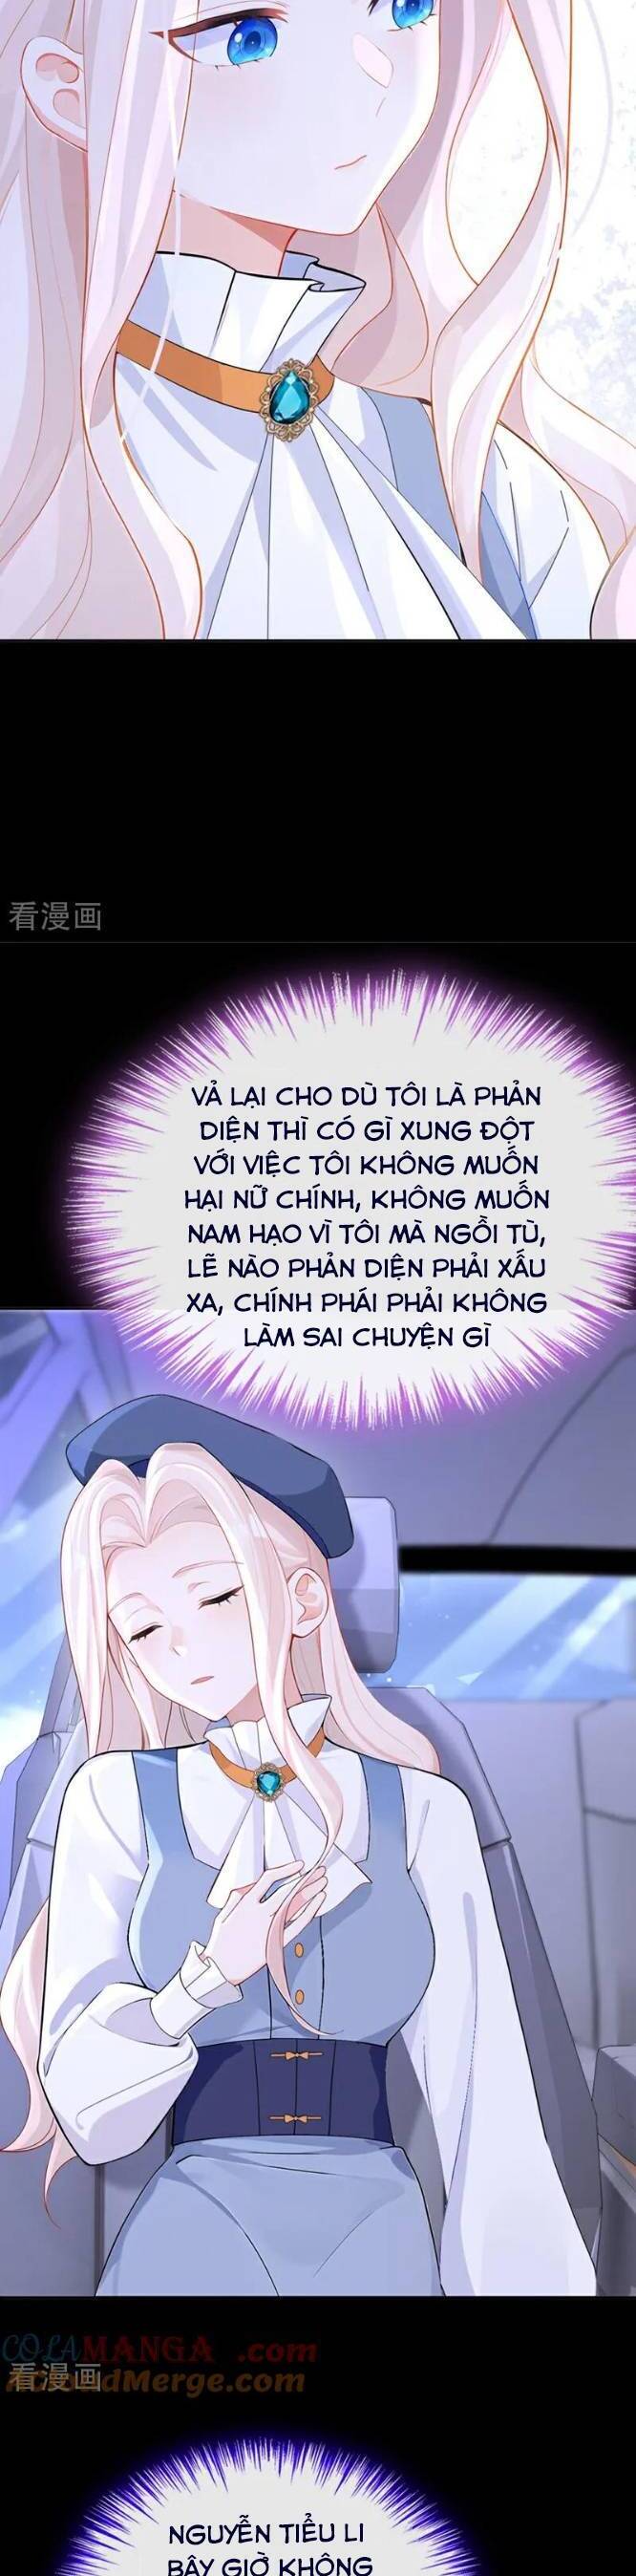 看漫画
VẢ LẠI CHO DÙ TÔI LÀ PHẢN
DIỆN THÌ CÓ GÌ XUNG ĐỘT
VỚI VIỆC TÔI KHÔNG MUỐN
HẠI NỮ CHÍNH, KHÔNG MUỐN
NAM HẠO VÌ TÔI MÀ NGỒI TÙ,
LẼ NÀO PHẢN DIỆN PHẢI XẤU
XA, CHÍNH PHÁI PHẢI KHÔNG
LÀM SAI CHUYỆN GÌ
COLAMANGA.com
看漫画
AcloudMerge.com
NGUYỄN TIỂU LI
BÂY GIỜ KHÔNG